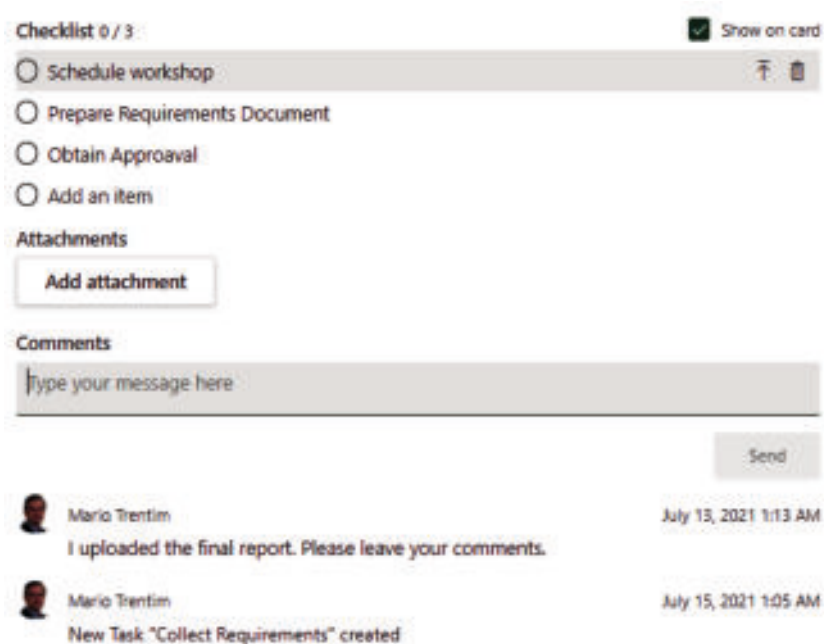 Checklist 0 / 3
Show on card
Schedule workshop
Prepare Requirements Document
Obtain Approaval
Add an item
Attachments
Add attachment
Comments
Type your message here
Send
Mario Trentim
July 13, 2021 1:13 AM
I uploaded the final report. Please leave your comments.
Mario Trentim
July 15, 2021 1:05 AM
New Task "Collect Requirements" created